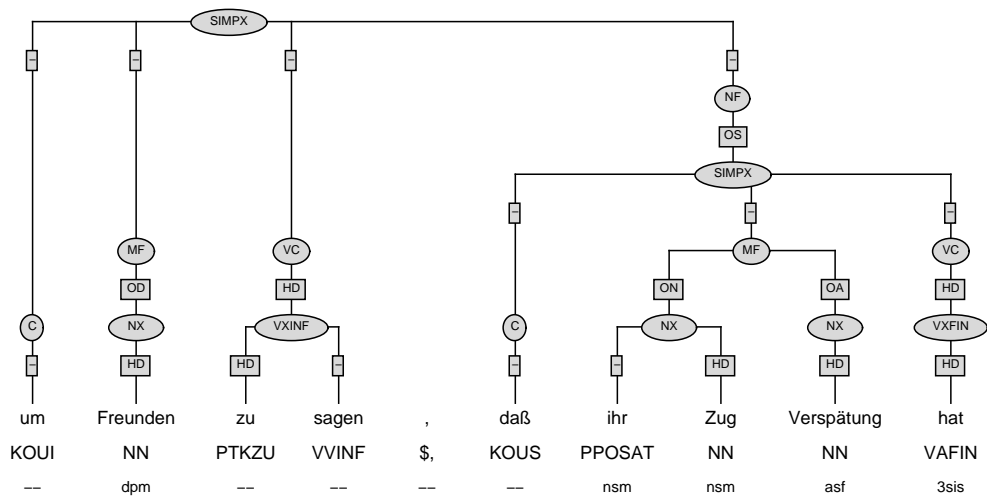 SIMPX
– – – –
NF
OS
SIMPX
– – –
MF VC MF VC
OD HD ON OA HD
C NX VXINF C NX NX VXFIN
– HD HD – – – HD HD HD
um Freunden zu sagen , daß ihr Zug Verspätung hat
KOUI NN PTKZU VVINF $, KOUS PPOSAT NN NN VAFIN
–– dpm –– –– –– –– nsm nsm asf 3sis